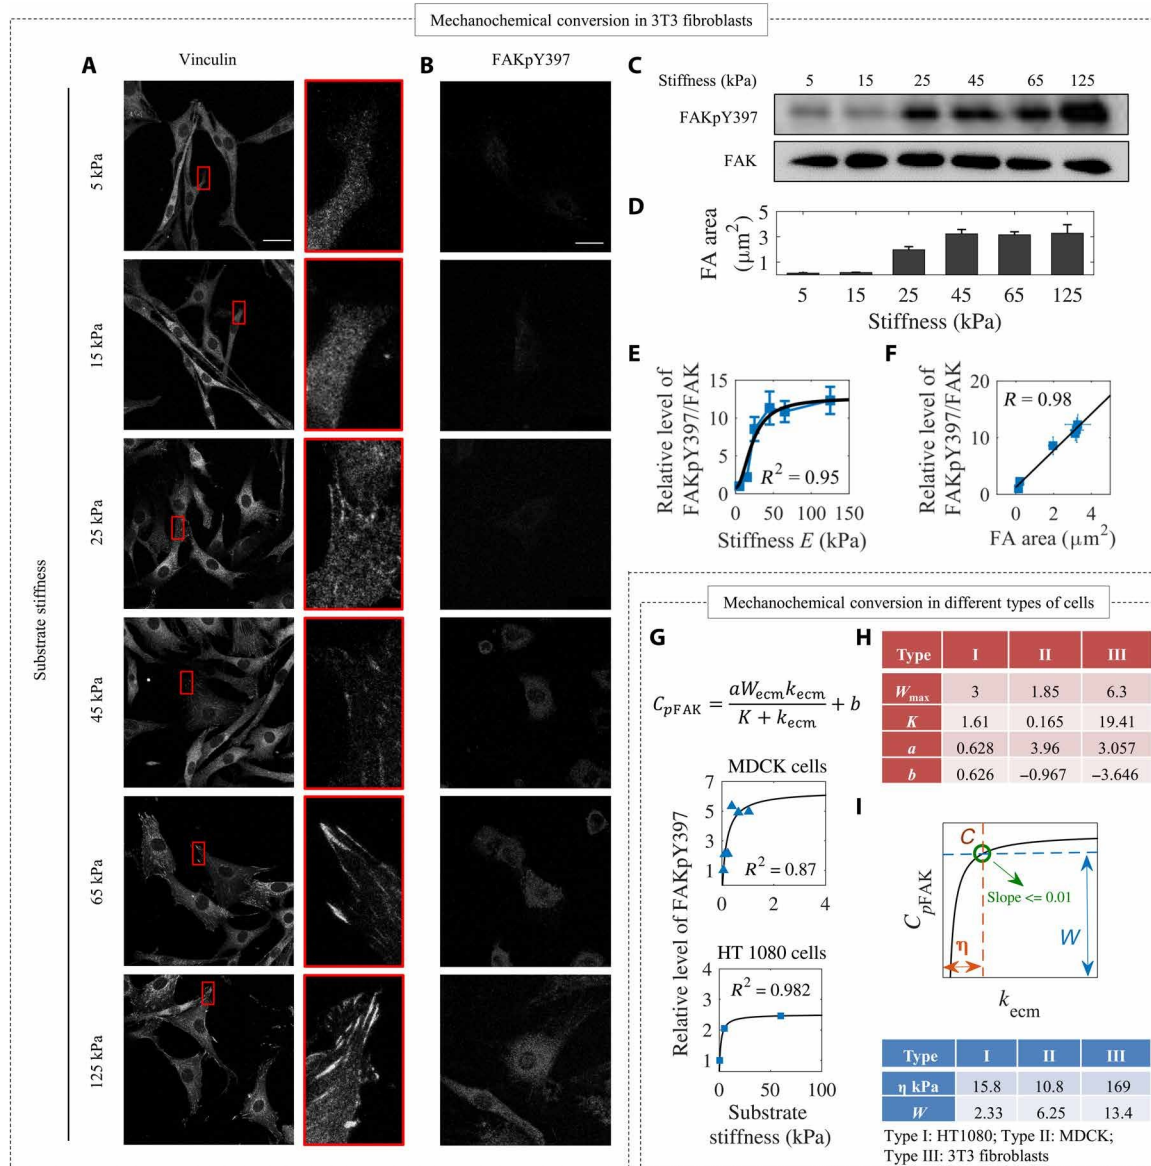 Mechanochemical conversion in 3T3 fibroblasts
A
Vinculin
B
FAKpY397
Substrate stiffness
5 kPa
15 kPa
25 kPa
45 kPa
65 kPa
125 kPa
C
Stiffness (kPa) 5 15 25 45 65 125
FAKpY397
FAK
D
FA area
(μm²)
5
3
1
5 15 25 45 65 125
Stiffness (kPa)
E
Relative level of
FAKpY397/FAK
15
10
5
0
R² = 0.95
0 50 100 150
Stiffness E (kPa)
F
Relative level of
FAKpY397/FAK
20
10
0
R = 0.98
0 2 4
FA area (μm²)
Mechanochemical conversion in different types of cells
G
C_pFAK = aW_ecm k_ecm / (K + k_ecm) + b
Relative level of FAKpY397
MDCK cells
7
5
3
1
R² = 0.87
0 2 4
HT 1080 cells
4
3
2
1
R² = 0.982
0 50 100
Substrate
stiffness (kPa)
H
Type I II III
W_max 3 1.85 6.3
K 1.61 0.165 19.41
a 0.628 3.96 3.057
b 0.626 −0.967 −3.646
I
C_pFAK
C
Slope <= 0.01
η
W
k_ecm
Type I II III
η kPa 15.8 10.8 169
W 2.33 6.25 13.4
Type I: HT1080; Type II: MDCK;
Type III: 3T3 fibroblasts